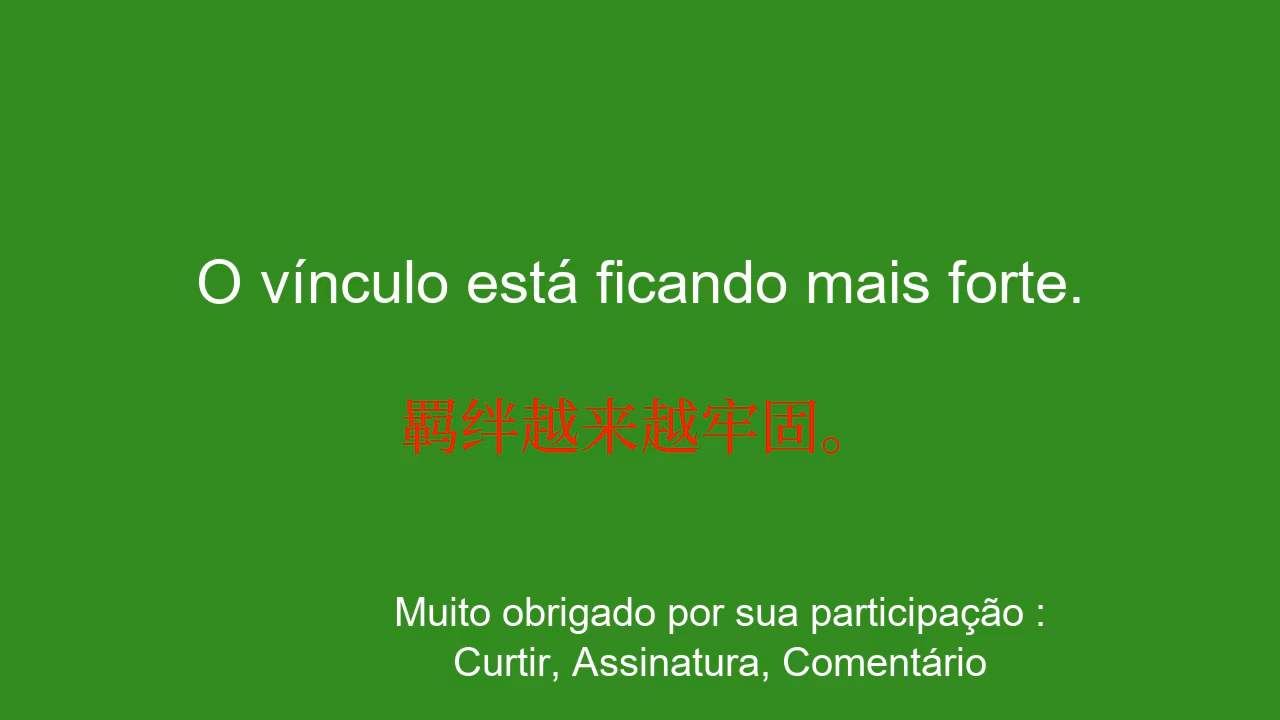 O vínculo está ficando mais forte.
羁绊越来越牢固。
Muito obrigado por sua participação :
Curtir, Assinatura, Comentário